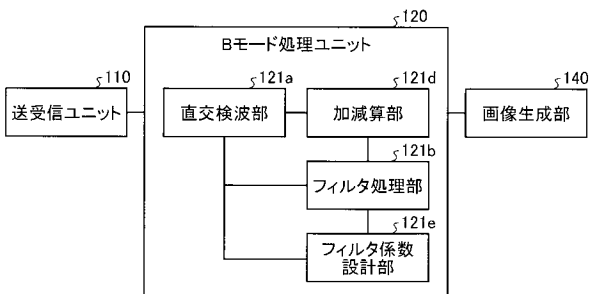 120
Bモード処理ユニット
110
送受信ユニット
121a
直交検波部
121d
加減算部
140
画像生成部
121b
フィルタ処理部
121e
フィルタ係数
設計部